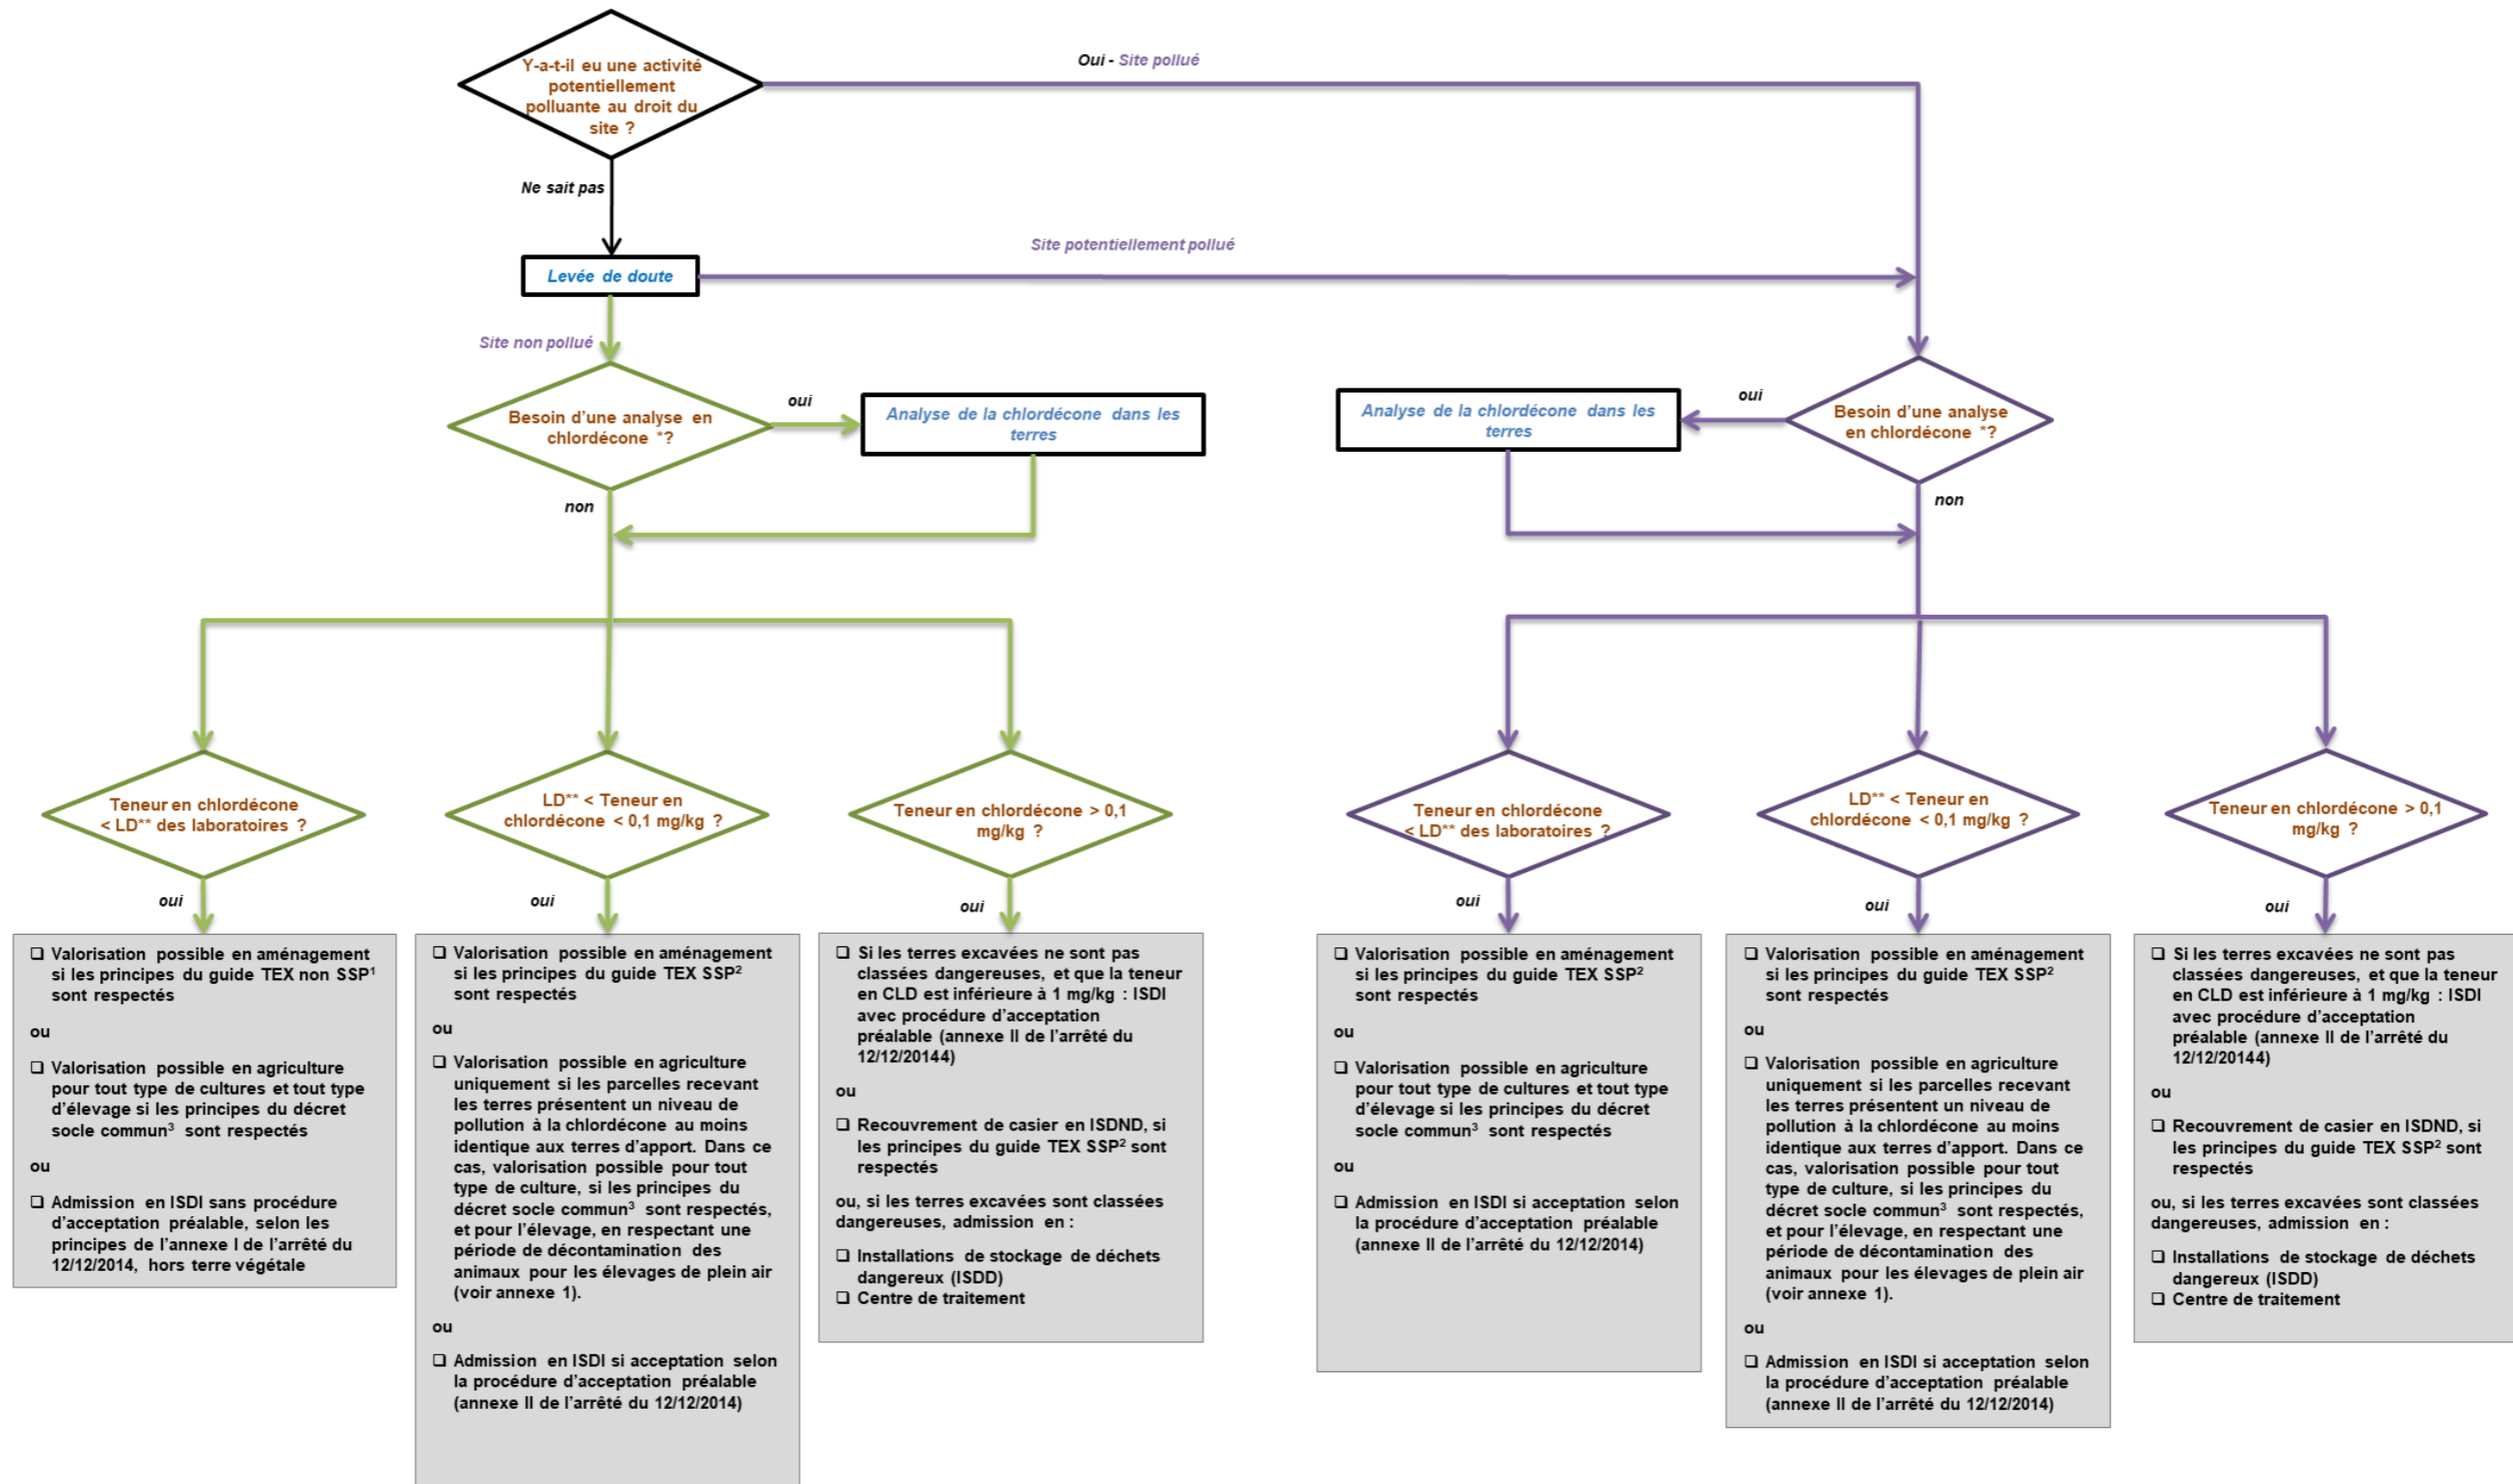 Y-a-t-il eu une activité
potentiellement
polluante au droit du
site ?
Oui - Site pollué
Ne sait pas
Site potentiellement pollué
Levée de doute
Site non pollué
Besoin d'une analyse en
chlordécone *?
oui
Analyse de la chlordécone dans les
terres
non
Analyse de la chlordécone dans les
terres
oui
Besoin d'une analyse
en chlordécone *?
non
Teneur en chlordécone
< LD** des laboratoires ?
oui
LD** < Teneur en
chlordécone < 0,1 mg/kg ?
oui
Teneur en chlordécone > 0,1
mg/kg ?
oui
Teneur en chlordécone
< LD** des laboratoires ?
oui
LD** < Teneur en
chlordécone < 0,1 mg/kg ?
oui
Teneur en chlordécone > 0,1
mg/kg ?
oui
❑ Valorisation possible en aménagement
si les principes du guide TEX non SSP¹
sont respectés
ou
❑ Valorisation possible en agriculture
pour tout type de cultures et tout type
d'élevage si les principes du décret
socle commun³ sont respectés
ou
❑ Admission en ISDI sans procédure
d'acceptation préalable, selon les
principes de l'annexe I de l'arrêté du
12/12/2014, hors terre végétale
❑ Valorisation possible en aménagement
si les principes du guide TEX SSP²
sont respectés
ou
❑ Valorisation possible en agriculture
uniquement si les parcelles recevant
les terres présentent un niveau de
pollution à la chlordécone au moins
identique aux terres d'apport. Dans ce
cas, valorisation possible pour tout
type de culture, si les principes du
décret socle commun³ sont respectés,
et pour l'élevage, en respectant une
période de décontamination des
animaux pour les élevages de plein air
(voir annexe 1).
ou
❑ Admission en ISDI si acceptation selon
la procédure d'acceptation préalable
(annexe II de l'arrêté du 12/12/2014)
❑ Si les terres excavées ne sont pas
classées dangereuses, et que la teneur
en CLD est inférieure à 1 mg/kg : ISDI
avec procédure d'acceptation
préalable (annexe II de l'arrêté du
12/12/20144)
ou
❑ Recouvrement de casier en ISDND, si
les principes du guide TEX SSP² sont
respectés
ou, si les terres excavées sont classées
dangereuses, admission en :
❑ Installations de stockage de déchets
dangereux (ISDD)
❑ Centre de traitement
❑ Valorisation possible en aménagement
si les principes du guide TEX SSP²
sont respectés
ou
❑ Valorisation possible en agriculture
pour tout type de cultures et tout type
d'élevage si les principes du décret
socle commun³ sont respectés
ou
❑ Admission en ISDI si acceptation selon
la procédure d'acceptation préalable
(annexe II de l'arrêté du 12/12/2014)
❑ Valorisation possible en aménagement
si les principes du guide TEX SSP²
sont respectés
ou
❑ Valorisation possible en agriculture
uniquement si les parcelles recevant
les terres présentent un niveau de
pollution à la chlordécone au moins
identique aux terres d'apport. Dans ce
cas, valorisation possible pour tout
type de culture, si les principes du
décret socle commun³ sont respectés,
et pour l'élevage, en respectant une
période de décontamination des
animaux pour les élevages de plein air
(voir annexe 1).
ou
❑ Admission en ISDI si acceptation selon
la procédure d'acceptation préalable
(annexe II de l'arrêté du 12/12/2014)
❑ Si les terres excavées ne sont pas
classées dangereuses, et que la teneur
en CLD est inférieure à 1 mg/kg : ISDI
avec procédure d'acceptation
préalable (annexe II de l'arrêté du
12/12/20144)
ou
❑ Recouvrement de casier en ISDND, si
les principes du guide TEX SSP² sont
respectés
ou, si les terres excavées sont classées
dangereuses, admission en :
❑ Installations de stockage de déchets
dangereux (ISDD)
❑ Centre de traitement